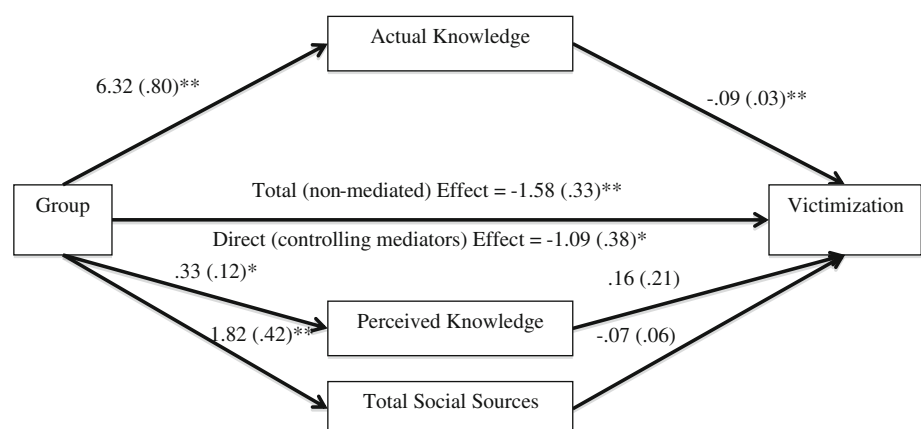 Actual Knowledge
6.32 (.80)**
-.09 (.03)**
Total (non-mediated) Effect = -1.58 (.33)**
Group
Victimization
Direct (controlling mediators) Effect = -1.09 (.38)*
.33 (.12)*
.16 (.21)
Perceived Knowledge
1.82 (.42)**
-.07 (.06)
Total Social Sources